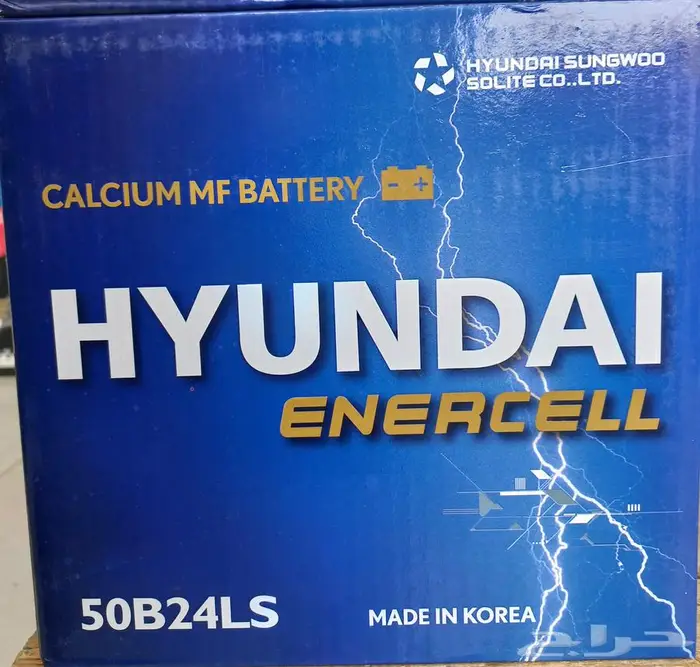 HYUNDAI SUNGWOO
SOLITE CO.,LTD.
CALCIUM MF BATTERY
HYUNDAI
ENERCELL
50B24LS
MADE IN KOREA
حراج